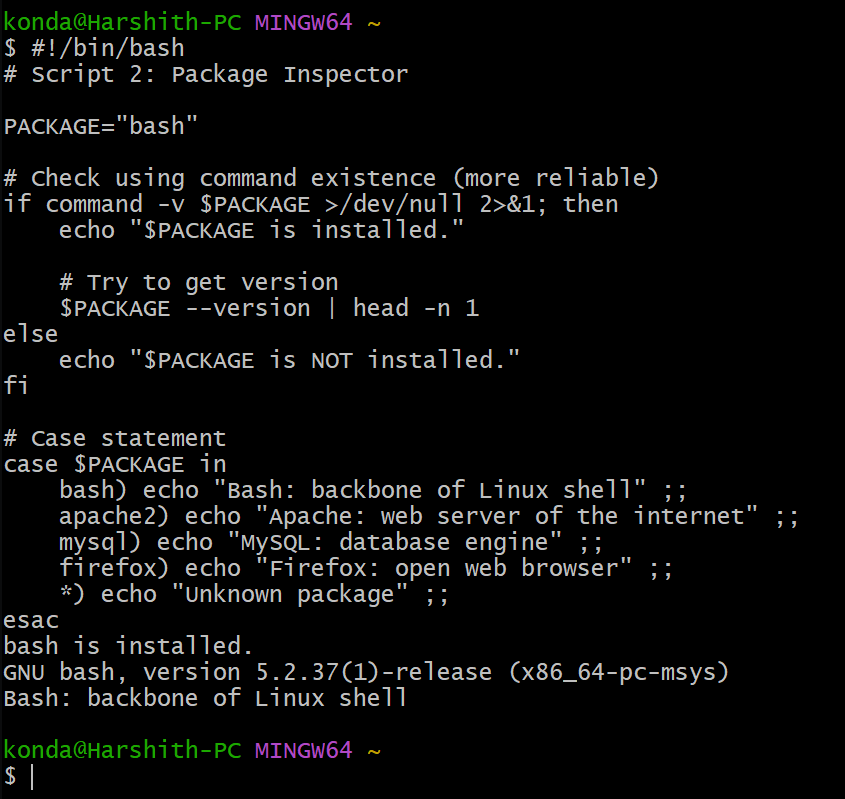 konda@Harshith-PC MINGW64 ~
$ #!/bin/bash
# Script 2: Package Inspector

PACKAGE="bash"

# Check using command existence (more reliable)
if command -v $PACKAGE >/dev/null 2>&1; then
    echo "$PACKAGE is installed."

    # Try to get version
    $PACKAGE --version | head -n 1
else
    echo "$PACKAGE is NOT installed."
fi

# Case statement
case $PACKAGE in
    bash) echo "Bash: backbone of Linux shell" ;;
    apache2) echo "Apache: web server of the internet" ;;
    mysql) echo "MySQL: database engine" ;;
    firefox) echo "Firefox: open web browser" ;;
    *) echo "Unknown package" ;;
esac
bash is installed.
GNU bash, version 5.2.37(1)-release (x86_64-pc-msys)
Bash: backbone of Linux shell

konda@Harshith-PC MINGW64 ~
$